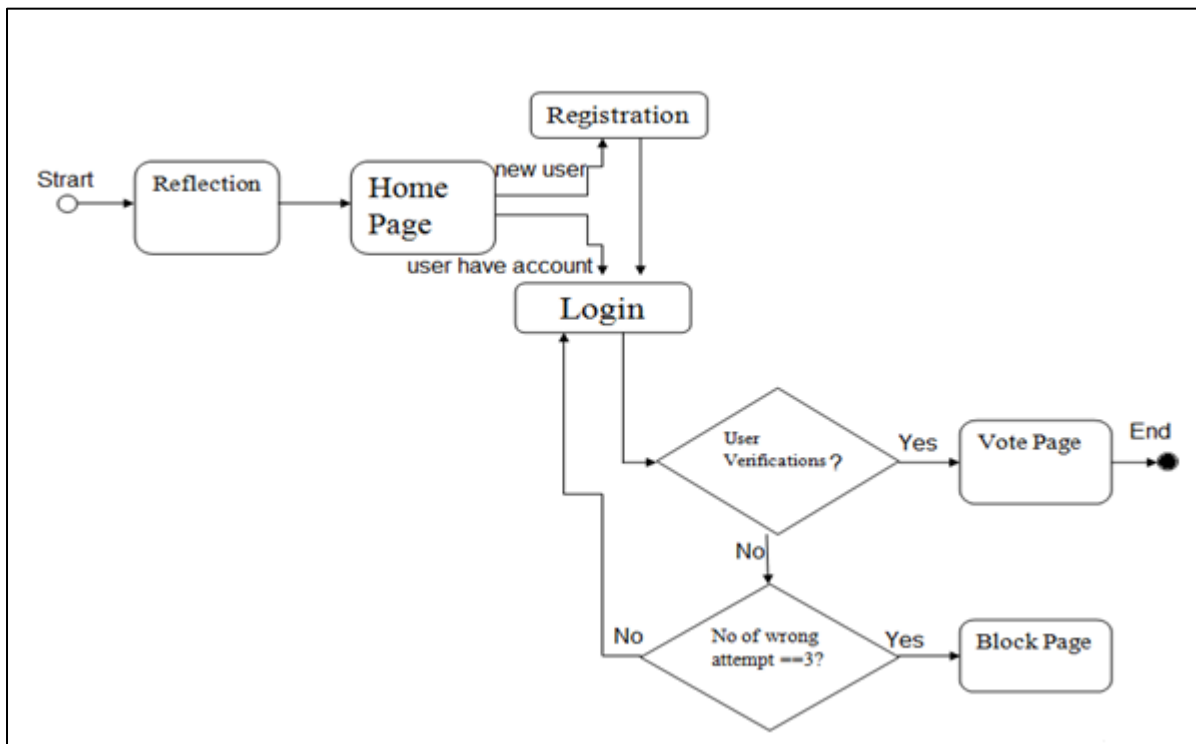 Registration
new user
Strart
Reflection
Home
Page
user have account
Login
User
Verifications?
Yes
Vote Page
End
No
No of wrong
attempt ==3?
No
Yes
Block Page